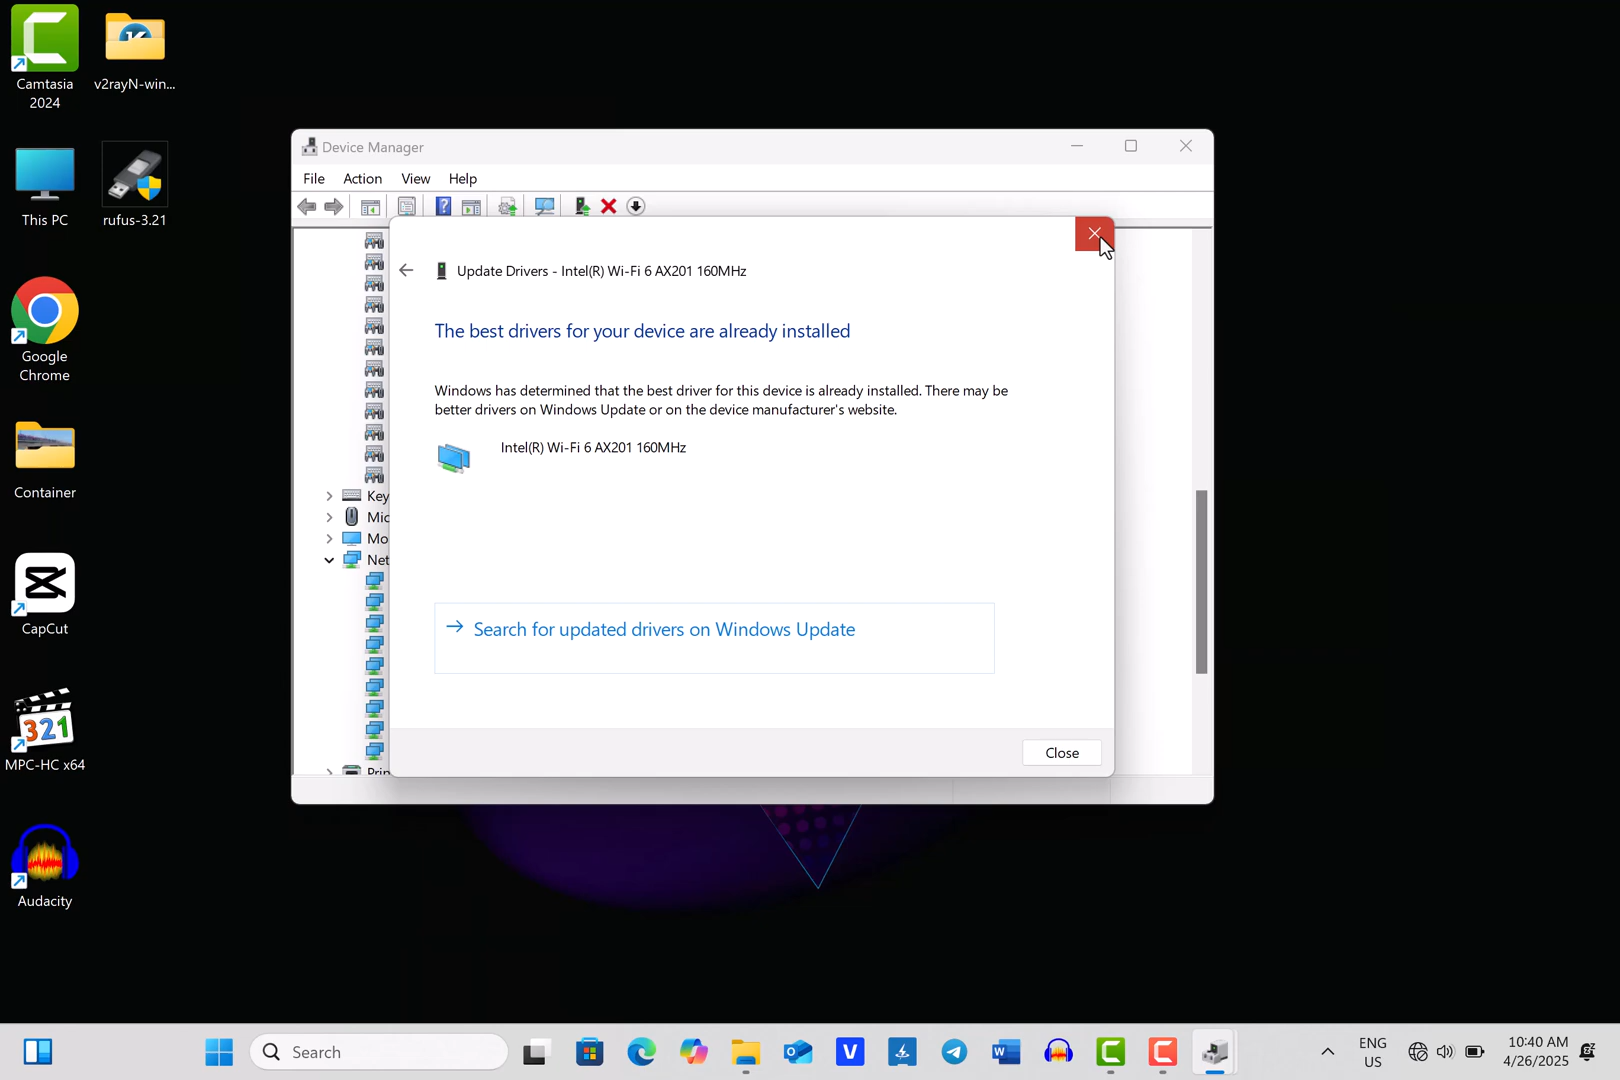 Camtasia
2024
v2rayN-win...
This PC
rufus-3.21
Google
Chrome
Container
CapCut
321
MPC-HC x64
Audacity
Device Manager
File Action View Help
Update Drivers - Intel(R) Wi-Fi 6 AX201 160MHz
The best drivers for your device are already installed
Windows has determined that the best driver for this device is already installed. There may be
better drivers on Windows Update or on the device manufacturer's website.
Intel(R) Wi-Fi 6 AX201 160MHz
Key
Mic
Mo
Net
Prin
Search for updated drivers on Windows Update
Close
Search
ENG
US
10:40 AM
4/26/2025